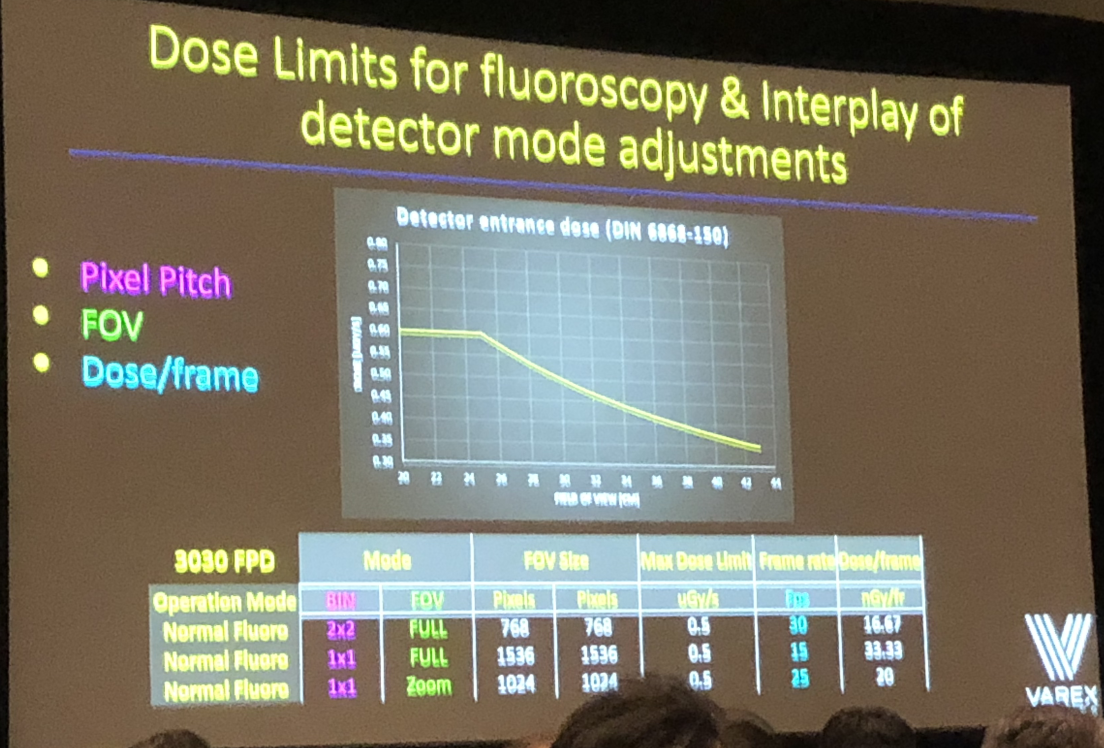 Dose Limits for fluoroscopy & Interplay of
detector mode adjustments
Pixel Pitch
FOV
Dose/frame
Detector entrance dose (DIN 6868-150)
0.80
0.75
0.70
0.65
0.60
0.55
0.50
0.45
0.40
0.35
0.30
20 22 24 26 28 30 32 34 36 38 40 42 44
FIELD OF VIEW [CM]
3030 FPD Mode FOV Size Max Dose Limit Frame rate Dose/frame
Operation Mode BIN FOV Pixels Pixels uGy/s Fps nGy/fr
Normal Fluoro 2x2 FULL 768 768 0.5 30 16.67
Normal Fluoro 1x1 FULL 1536 1536 0.5 15 33.33
Normal Fluoro 1x1 Zoom 1024 1024 0.5 25 20
VAREX